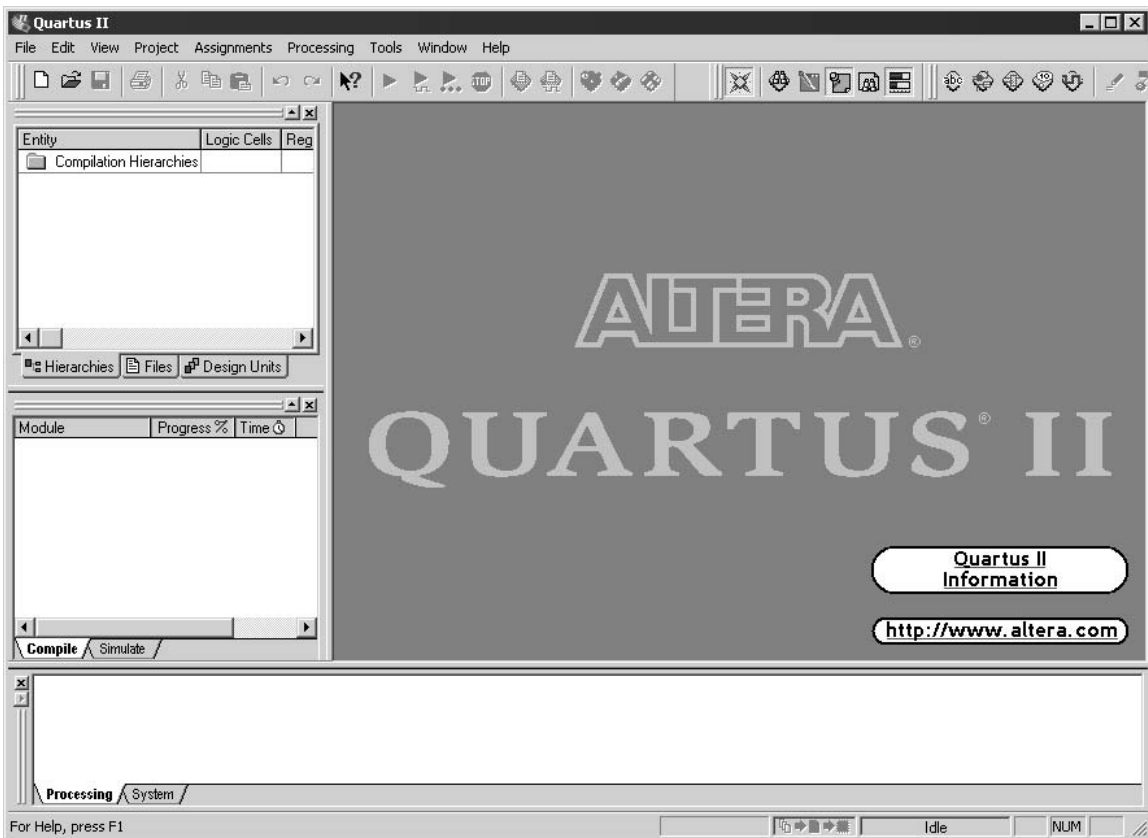 Quartus II
File Edit View Project Assignments Processing Tools Window Help
Entity Logic Cells Reg
Compilation Hierarchies
Hierarchies Files Design Units
Module Progress % Time
Compile Simulate
ALTERA®
QUARTUS® II
Quartus II
Information
http://www.altera.com
Processing System
For Help, press F1 Idle NUM